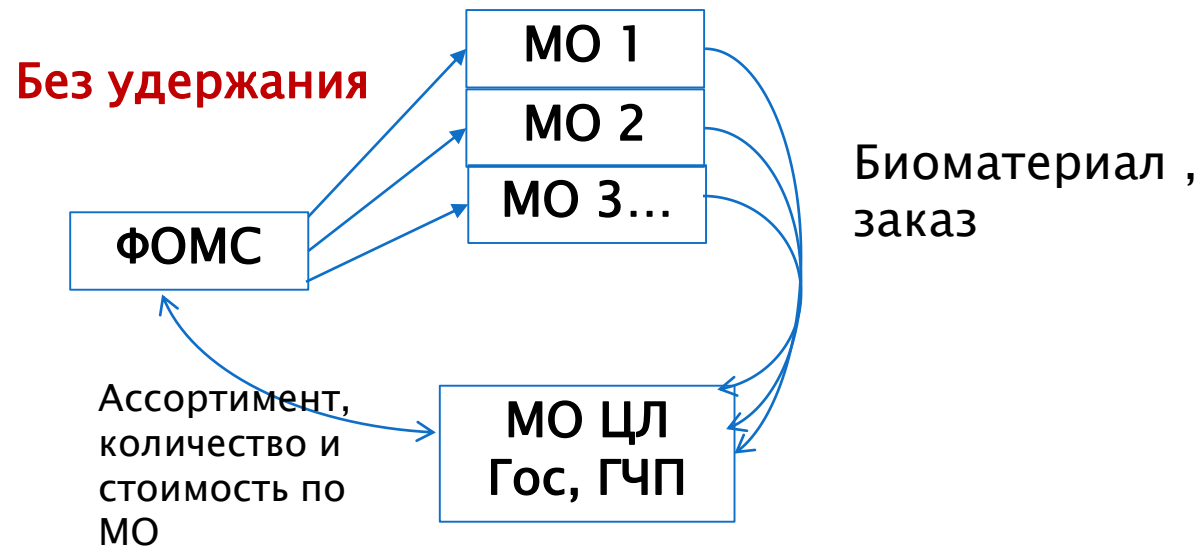 МО 1
Без удержания
МО 2
Биоматериал ,
заказ
МО 3...
ФОМС
Ассортимент,
количество и
стоимость по
МО
МО ЦЛ
Гос, ГЧП